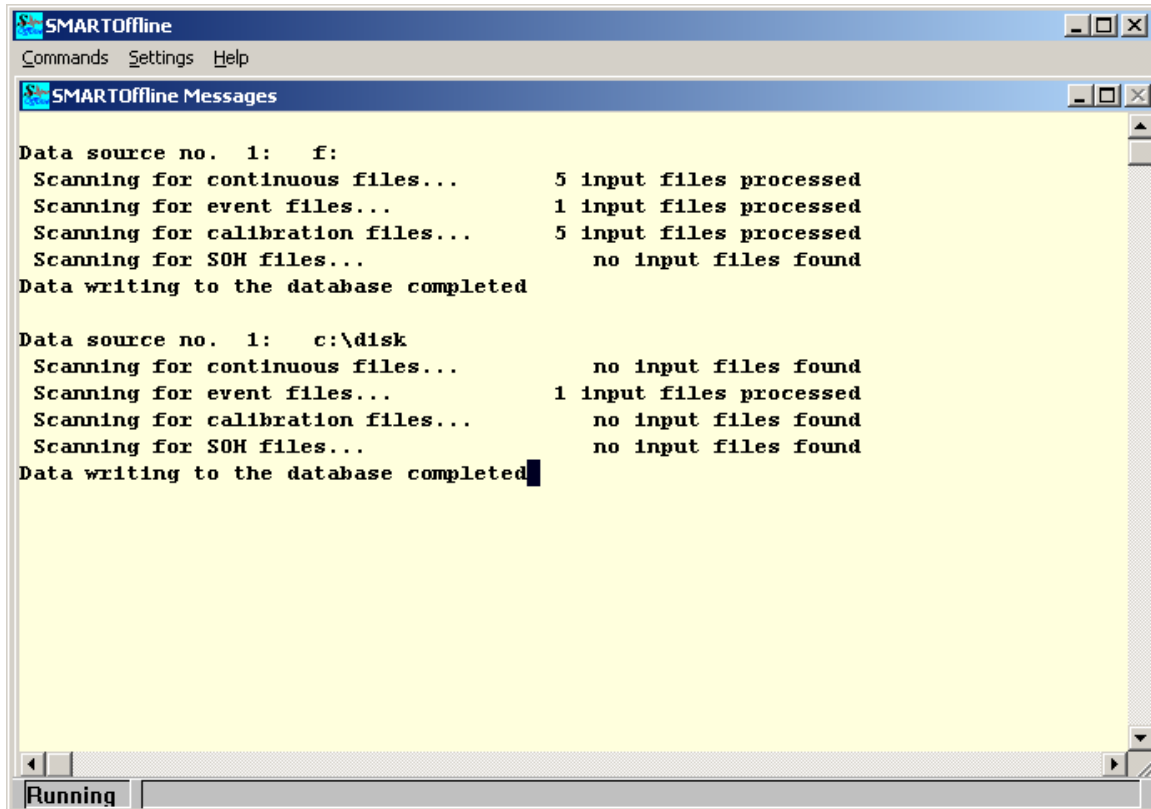 SMARTOffline
Commands Settings Help
SMARTOffline Messages
Data source no. 1: f:
Scanning for continuous files... 5 input files processed
Scanning for event files... 1 input files processed
Scanning for calibration files... 5 input files processed
Scanning for SOH files... no input files found
Data writing to the database completed
Data source no. 1: c:\disk
Scanning for continuous files... no input files found
Scanning for event files... 1 input files processed
Scanning for calibration files... no input files found
Scanning for SOH files... no input files found
Data writing to the database completed
Running